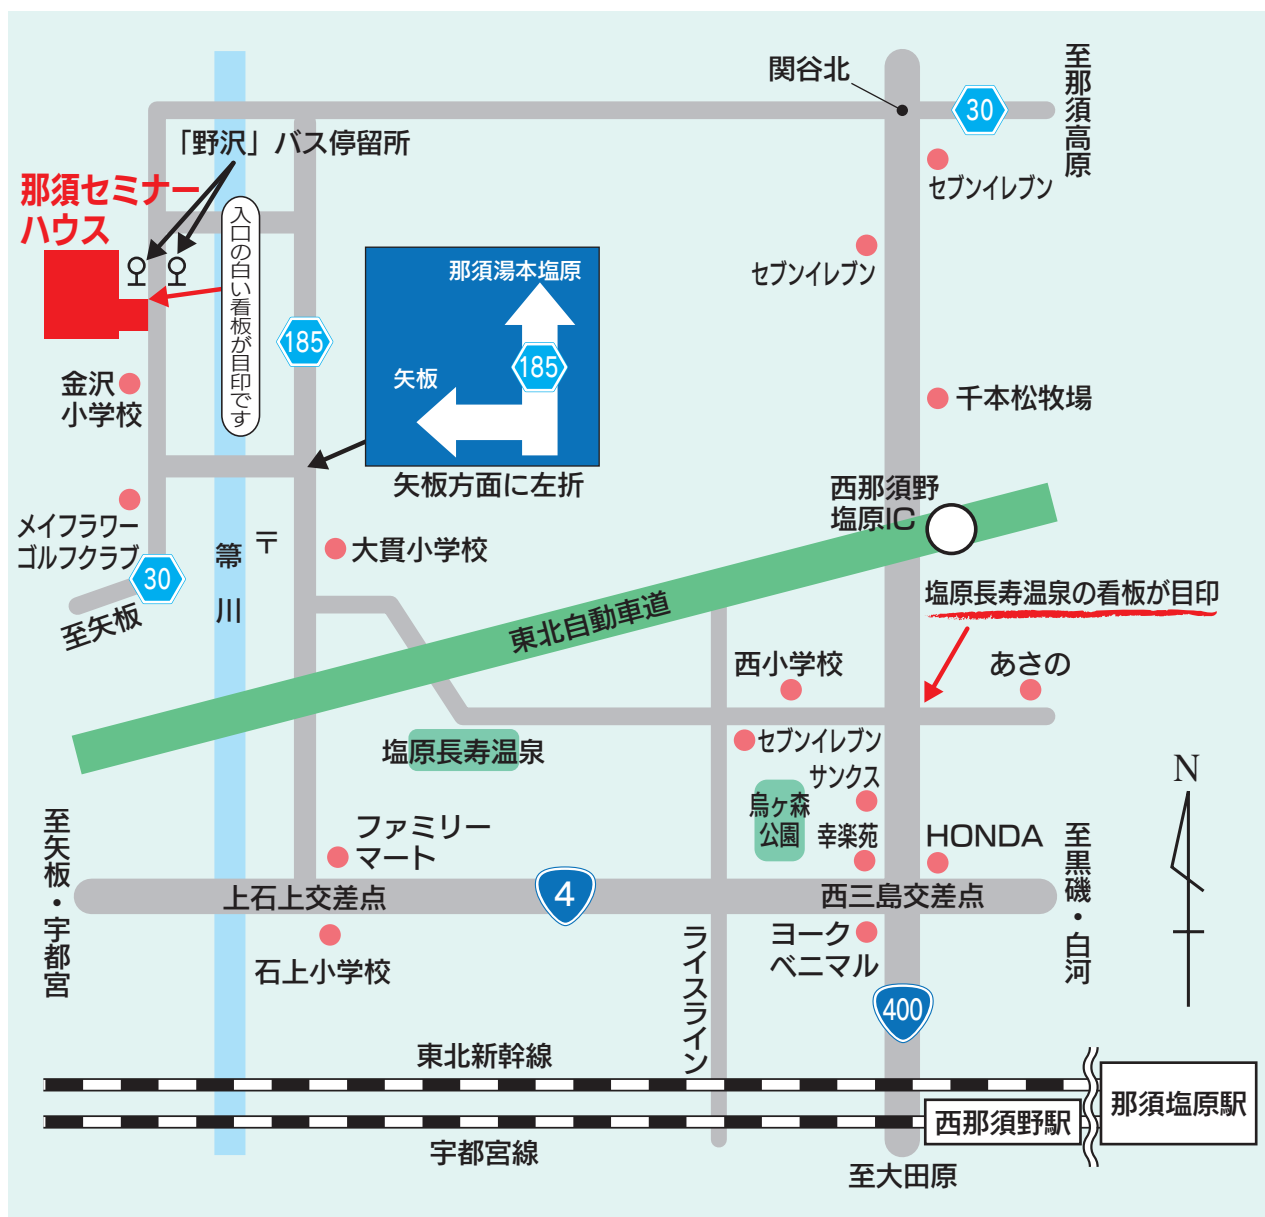 関谷北
至那須高原
30
「野沢」バス停留所
セブンイレブン
那須セミナー
ハウス
入口の白い看板が目印です
セブンイレブン
那須湯本塩原
185
185
矢板
金沢
小学校
千本松牧場
矢板方面に左折
西那須野
塩原IC
メイフラワー
ゴルフクラブ
〒
箒川
大貫小学校
30
至矢板
塩原長寿温泉の看板が目印
東北自動車道
西小学校
あさの
塩原長寿温泉
セブンイレブン
サンクス
N
烏ヶ森
公園
幸楽苑
HONDA
ファミリー
マート
至矢板・宇都宮
至黒磯・白河
上石上交差点
4
西三島交差点
石上小学校
ライスライン
ヨーク
ベニマル
400
東北新幹線
那須塩原駅
西那須野駅
宇都宮線
至大田原